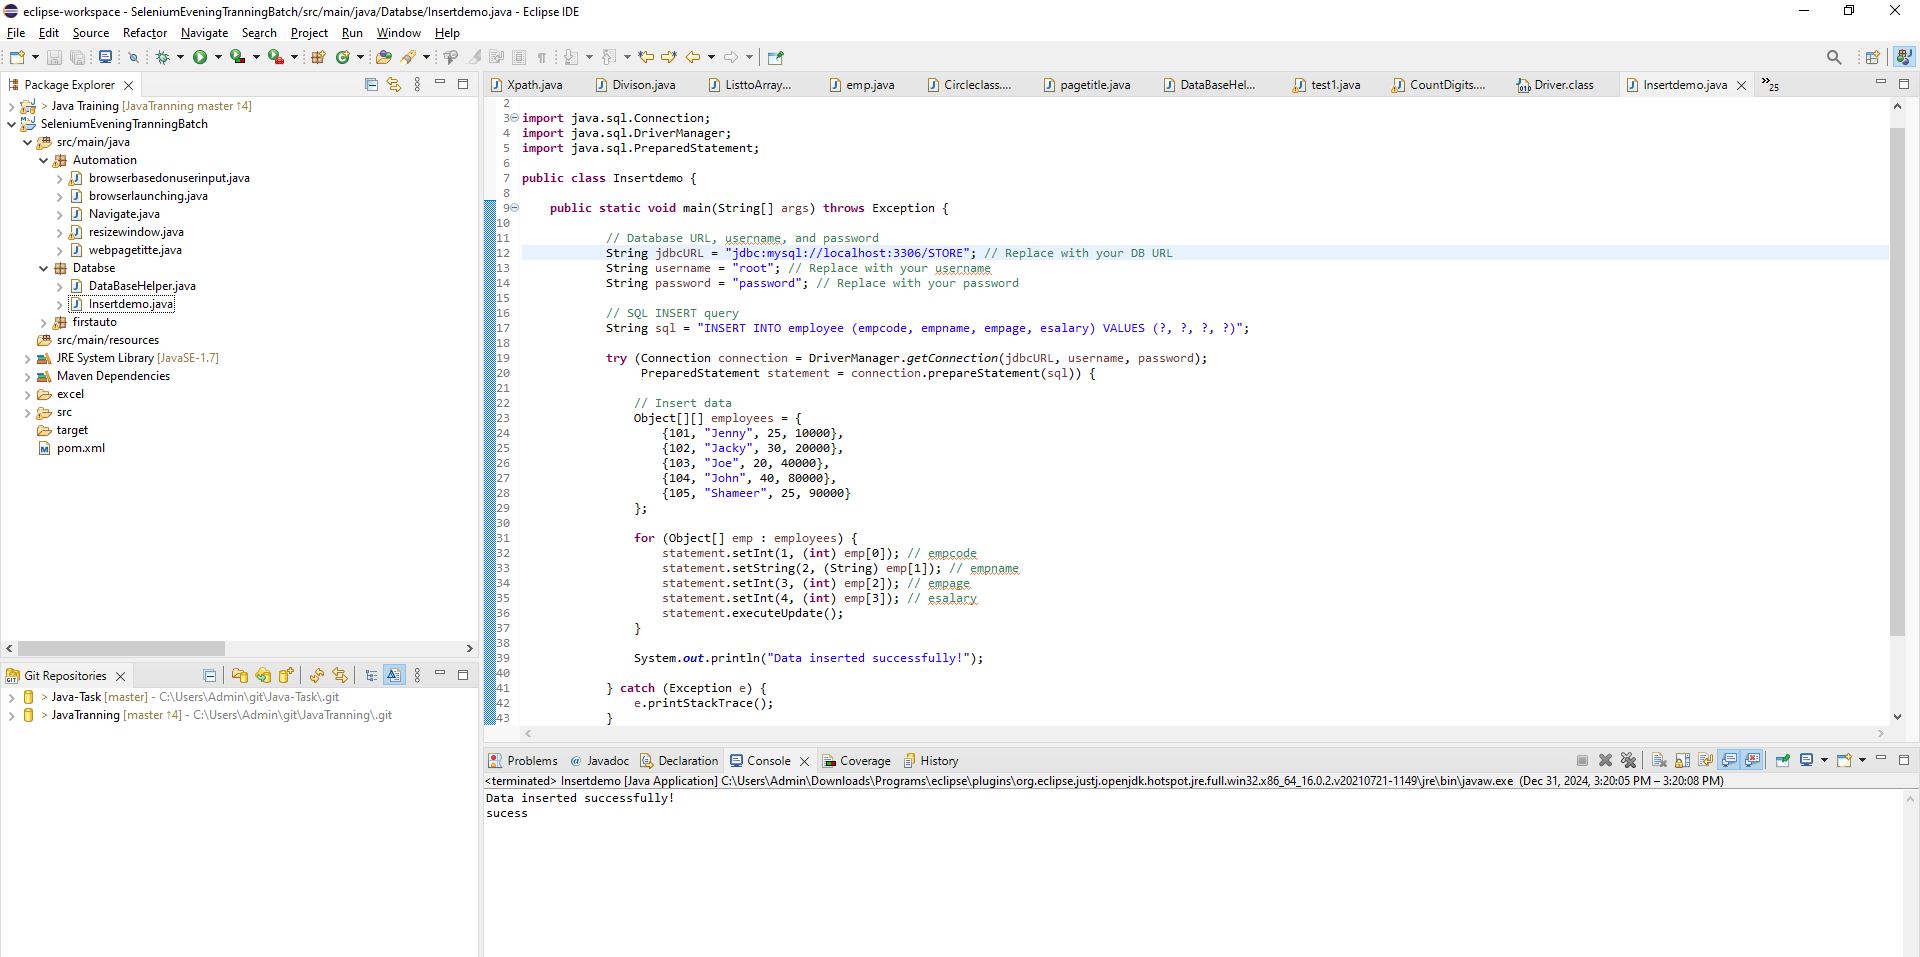 eclipse-workspace - SeleniumEveningTranningBatch/src/main/java/Databse/Insertdemo.java - Eclipse IDE
File Edit Source Refactor Navigate Search Project Run Window Help
Package Explorer
> Java Training [JavaTranning master ↑4]
SeleniumEveningTranningBatch
src/main/java
Automation
browserbasedonuserinput.java
browserlaunching.java
Navigate.java
resizewindow.java
webpagetitte.java
Databse
DataBaseHelper.java
Insertdemo.java
firstauto
src/main/resources
JRE System Library [JavaSE-1.7]
Maven Dependencies
excel
src
target
pom.xml
Git Repositories
> Java-Task [master] - C:\Users\Admin\git\Java-Task\.git
> JavaTranning [master ↑4] - C:\Users\Admin\git\JavaTranning\.git
Xpath.java Divison.java ListtoArray... emp.java Circleclass.... pagetitle.java DataBaseHel... test1.java CountDigits.... Driver.class Insertdemo.java »25
2
3 import java.sql.Connection;
4 import java.sql.DriverManager;
5 import java.sql.PreparedStatement;
6
7 public class Insertdemo {
8
9 public static void main(String[] args) throws Exception {
10
11 // Database URL, username, and password
12 String jdbcURL = "jdbc:mysql://localhost:3306/STORE"; // Replace with your DB URL
13 String username = "root"; // Replace with your username
14 String password = "password"; // Replace with your password
15
16 // SQL INSERT query
17 String sql = "INSERT INTO employee (empcode, empname, empage, esalary) VALUES (?, ?, ?, ?)";
18
19 try (Connection connection = DriverManager.getConnection(jdbcURL, username, password);
20 PreparedStatement statement = connection.prepareStatement(sql)) {
21
22 // Insert data
23 Object[][] employees = {
24 {101, "Jenny", 25, 10000},
25 {102, "Jacky", 30, 20000},
26 {103, "Joe", 20, 40000},
27 {104, "John", 40, 80000},
28 {105, "Shameer", 25, 90000}
29 };
30
31 for (Object[] emp : employees) {
32 statement.setInt(1, (int) emp[0]); // empcode
33 statement.setString(2, (String) emp[1]); // empname
34 statement.setInt(3, (int) emp[2]); // empage
35 statement.setInt(4, (int) emp[3]); // esalary
36 statement.executeUpdate();
37 }
38
39 System.out.println("Data inserted successfully!");
40
41 } catch (Exception e) {
42 e.printStackTrace();
43 }
Problems @ Javadoc Declaration Console Coverage History
<terminated> Insertdemo [Java Application] C:\Users\Admin\Downloads\Programs\eclipse\plugins\org.eclipse.justj.openjdk.hotspot.jre.full.win32.x86_64_16.0.2.v20210721-1149\jre\bin\javaw.exe (Dec 31, 2024, 3:20:05 PM – 3:20:08 PM)
Data inserted successfully!
sucess